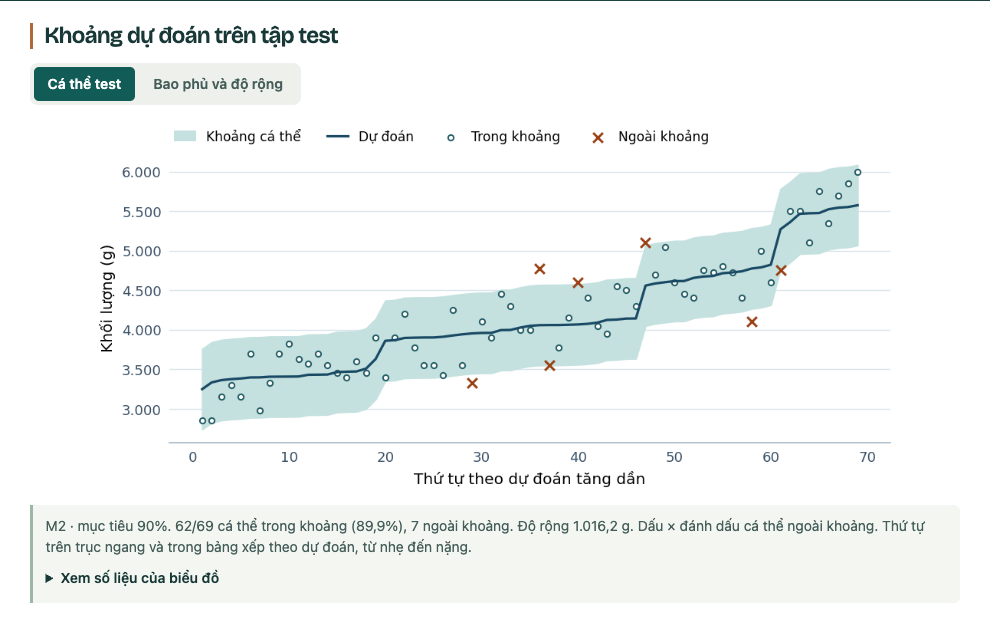 Khoảng dự đoán trên tập test
Cá thể test
Bao phủ và độ rộng
Khoảng cá thể
Dự đoán
Trong khoảng
Ngoài khoảng
Khối lượng (g)
6.000
5.500
5.000
4.500
4.000
3.500
3.000
0
10
20
30
40
50
60
70
Thứ tự theo dự đoán tăng dần
M2 · mục tiêu 90%. 62/69 cá thể trong khoảng (89,9%), 7 ngoài khoảng. Độ rộng 1.016,2 g. Dấu × đánh dấu cá thể ngoài khoảng. Thứ tự
trên trục ngang và trong bảng xếp theo dự đoán, từ nhẹ đến nặng.
▶ Xem số liệu của biểu đồ